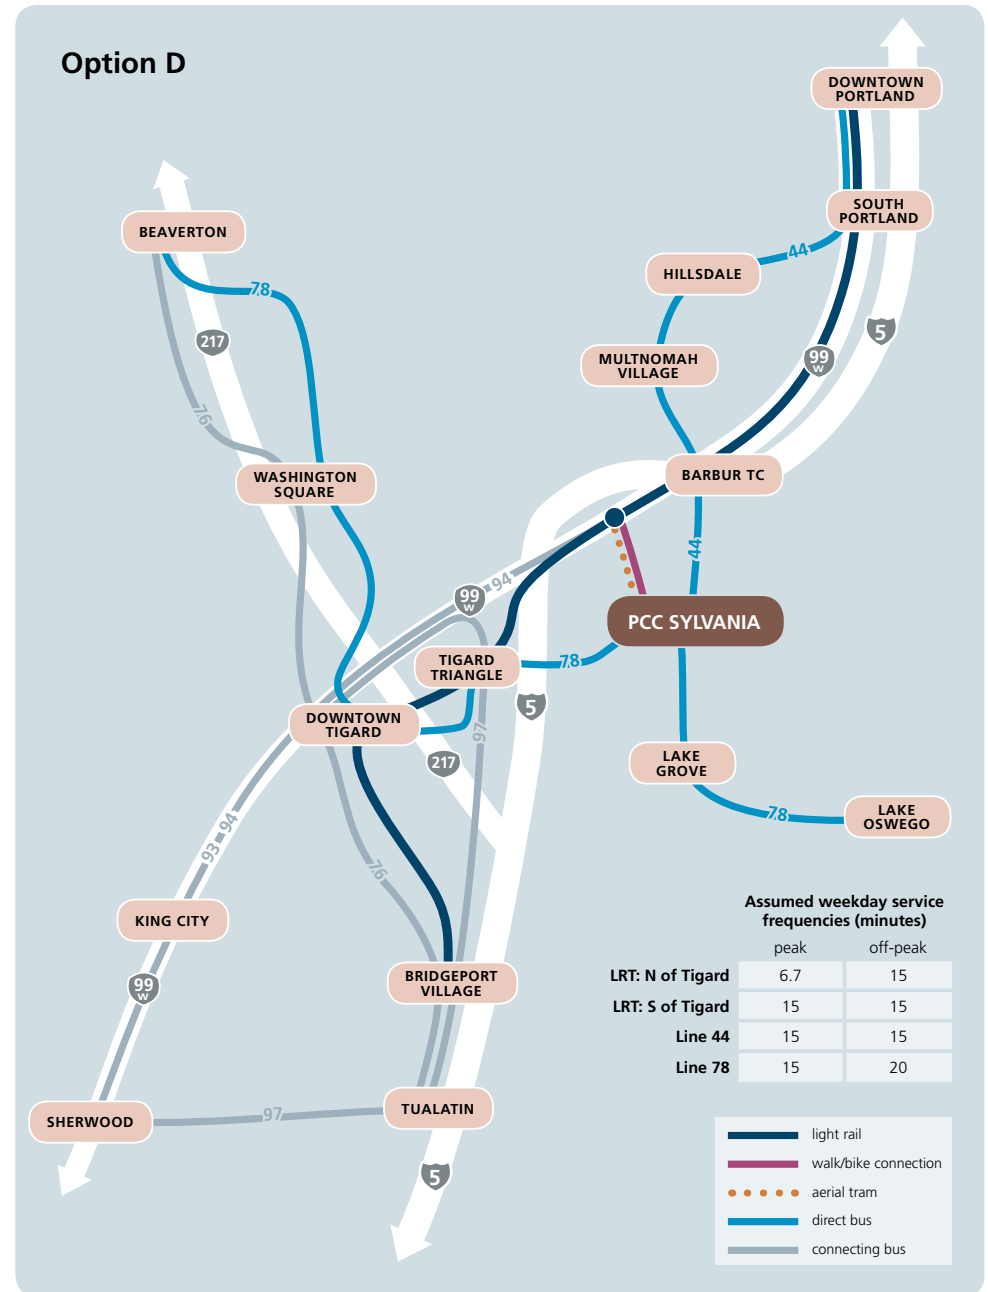 Option D
DOWNTOWN
PORTLAND
SOUTH
PORTLAND
BEAVERTON
44
HILLSDALE
78
5
217
99
W
MULTNOMAH
VILLAGE
76
WASHINGTON
SQUARE
BARBUR TC
44
94
99
W
PCC SYLVANIA
TIGARD
TRIANGLE
78
5
DOWNTOWN
TIGARD
97
217
LAKE
GROVE
78
LAKE
OSWEGO
94
93
76
KING CITY
99
W
BRIDGEPORT
VILLAGE
SHERWOOD
97
TUALATIN
5
Assumed weekday service
frequencies (minutes)
peak off-peak
LRT: N of Tigard 6.7 15
LRT: S of Tigard 15 15
Line 44 15 15
Line 78 15 20
light rail
walk/bike connection
aerial tram
direct bus
connecting bus